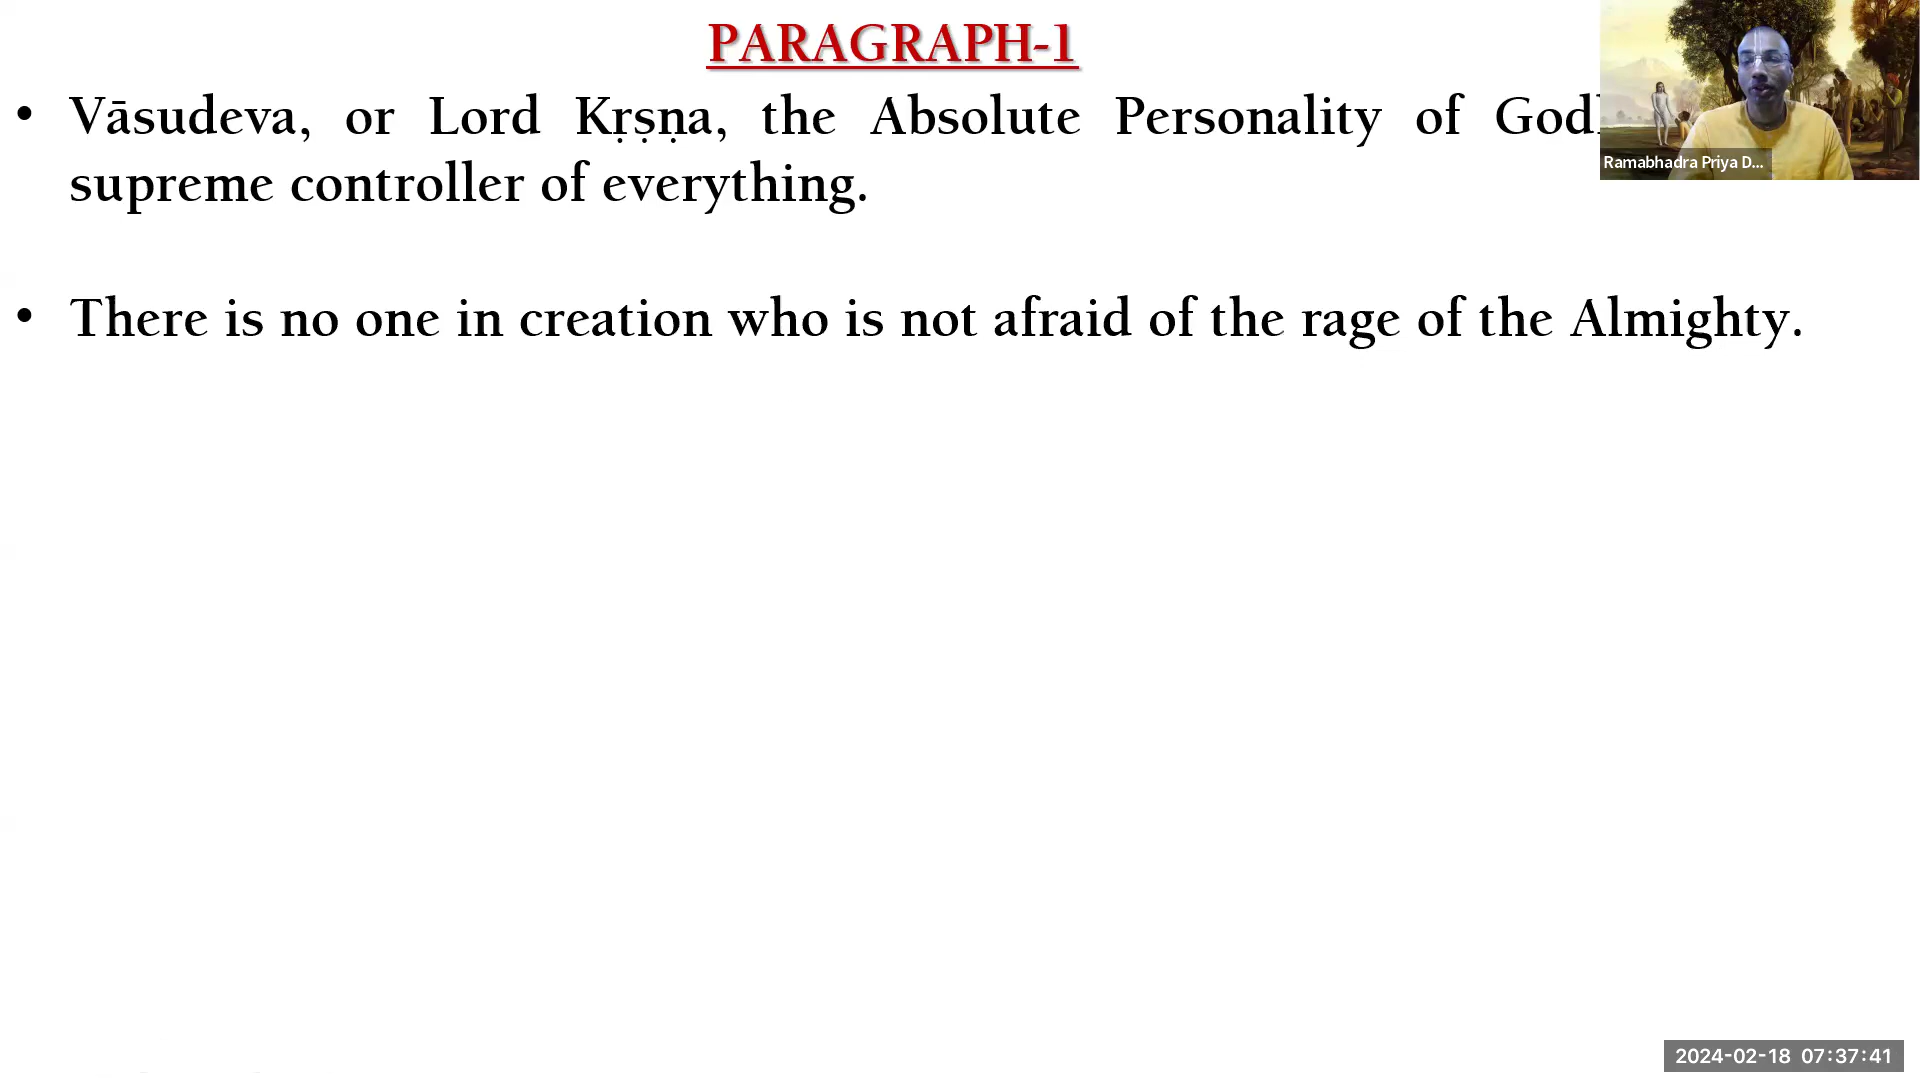 PARAGRAPH-1
• Vāsudeva, or Lord Kṛṣṇa, the Absolute Personality of
supreme controller of everything.
• There is no one in creation who is not afraid of the rage of the Almighty.
Ramabhadra Priya D...
2024-02-18 07:37:41